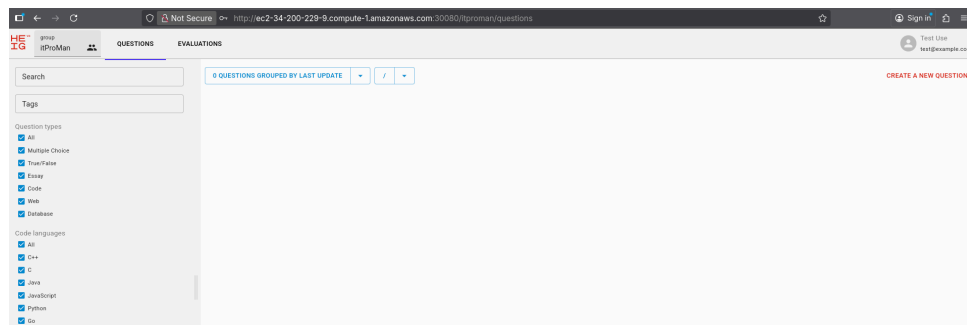 Not Secure http://ec2-34-200-229-9.compute-1.amazonaws.com:30080/itproman/questions Sign in
HE
IG
group
itProMan
QUESTIONS
EVALUATIONS
Test Use
test@example.co
Search
Tags
Question types
All
Multiple Choice
True/False
Essay
Code
Web
Database
Code languages
All
C++
C
Java
JavaScript
Python
Go
0 QUESTIONS GROUPED BY LAST UPDATE /
CREATE A NEW QUESTION